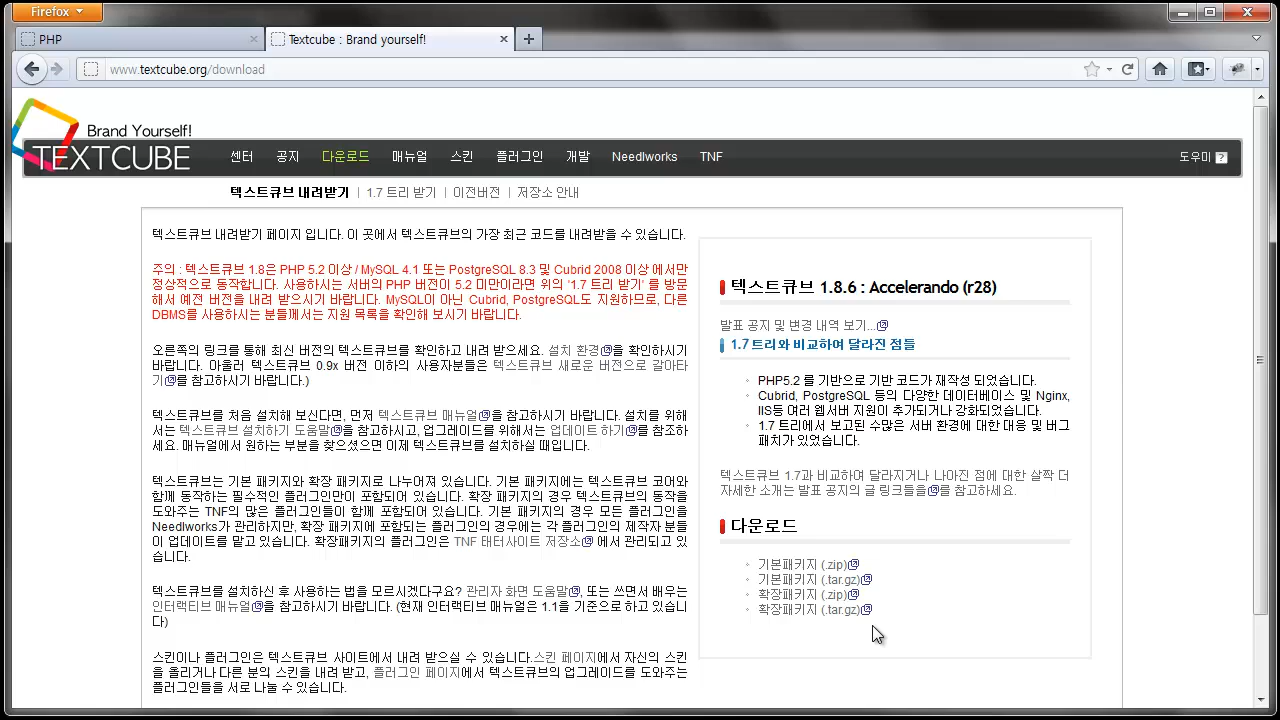 Firefox
PHP
Textcube : Brand yourself!
www.textcube.org/download
Brand Yourself!
TEXTCUBE
센터 공지 다운로드 매뉴얼 스킨 플러그인 개발 Needlworks TNF 도우미 ?
텍스트큐브 내려받기 | 1.7 트리 받기 | 이전버전 | 저장소 안내
텍스트큐브 내려받기 페이지 입니다. 이 곳에서 텍스트큐브의 가장 최근 코드를 내려받을 수 있습니다.
주의 : 텍스트큐브 1.8은 PHP 5.2 이상 / MySQL 4.1 또는 PostgreSQL 8.3 및 Cubrid 2008 이상 에서만
정상적으로 동작합니다. 사용하시는 서버의 PHP 버전이 5.2 미만이라면 위의 '1.7 트리 받기' 를 방문
해서 예전 버전을 내려 받으시기 바랍니다. MySQL이 아닌 Cubrid, PostgreSQL도 지원하므로, 다른
DBMS를 사용하시는 분들께서는 지원 목록을 확인해 보시기 바랍니다.
오른쪽의 링크를 통해 최신 버전의 텍스트큐브를 확인하고 내려 받으세요. 설치 환경을 확인하시기
바랍니다. 아울러 텍스트큐브 0.9x 버전 이하의 사용자분들은 텍스트큐브 새로운 버전으로 갈아타
기를 참고하시기 바랍니다.)
텍스트큐브를 처음 설치해 보신다면, 먼저 텍스트큐브 매뉴얼을 참고하시기 바랍니다. 설치를 위해
서는 텍스트큐브 설치하기 도움말을 참고하시고, 업그레이드를 위해서는 업데이트 하기를 참조하
세요. 매뉴얼에서 원하는 부분을 찾으셨으면 이제 텍스트큐브를 설치하실 때입니다.
텍스트큐브는 기본 패키지와 확장 패키지로 나누어져 있습니다. 기본 패키지에는 텍스트큐브 코어와
함께 동작하는 필수적인 플러그인만이 포함되어 있습니다. 확장 패키지의 경우 텍스트큐브의 동작을
도와주는 TNF의 많은 플러그인들이 함께 포함되어 있습니다. 기본 패키지의 경우 모든 플러그인을
Needlworks가 관리하지만, 확장 패키지에 포함되는 플러그인의 경우에는 각 플러그인의 제작자 분들
이 업데이트를 맡고 있습니다. 확장패키지의 플러그인은 TNF 태터사이트 저장소 에서 관리되고 있
습니다.
텍스트큐브를 설치하신 후 사용하는 법을 모르시겠다구요? 관리자 화면 도움말, 또는 쓰면서 배우는
인터랙티브 매뉴얼을 참고하시기 바랍니다. (현재 인터랙티브 매뉴얼은 1.1을 기준으로 하고 있습니
다)
스킨이나 플러그인은 텍스트큐브 사이트에서 내려 받으실 수 있습니다.스킨 페이지에서 자신의 스킨
을 올리거나 다른 분의 스킨을 내려 받고, 플러그인 페이지에서 텍스트큐브의 업그레이드를 도와주는
플러그인들을 서로 나눌 수 있습니다.
텍스트큐브 1.8.6 : Accelerando (r28)
발표 공지 및 변경 내역 보기...
1.7 트리와 비교하여 달라진 점들
PHP5.2 를 기반으로 기반 코드가 재작성 되었습니다.
Cubrid, PostgreSQL 등의 다양한 데이터베이스 및 Nginx,
IIS등 여러 웹서버 지원이 추가되거나 강화되었습니다.
1.7 트리에서 보고된 수많은 서버 환경에 대한 대응 및 버그
패치가 있었습니다.
텍스트큐브 1.7과 비교하여 달라지거나 나아진 점에 대한 살짝 더
자세한 소개는 발표 공지의 글 링크들을를 참고하세요.
다운로드
기본패키지 (.zip)
기본패키지 (.tar.gz)
확장패키지 (.zip)
확장패키지 (.tar.gz)